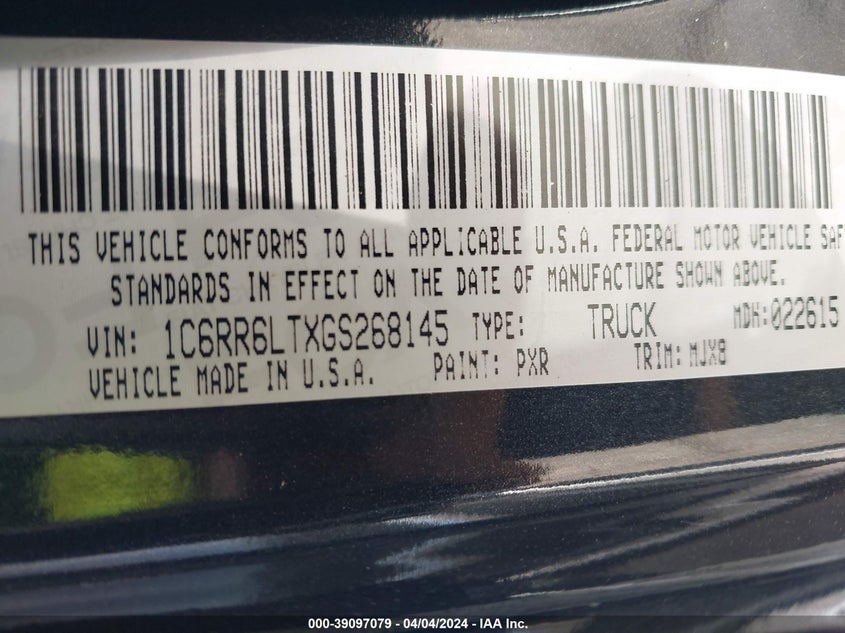 THIS VEHICLE CONFORMS TO ALL APPLICABLE U.S.A. FEDERAL MOTOR VEHICLE SAF
STANDARDS IN EFFECT ON THE DATE OF MANUFACTURE SHOWN ABOVE.
VIN: 1C6RR6LTXGS268145 TYPE: TRUCK MDH:022615
VEHICLE MADE IN U.S.A. PAINT: PXR TRIM: MJX8
000-39097079 - 04/04/2024 - IAA Inc.